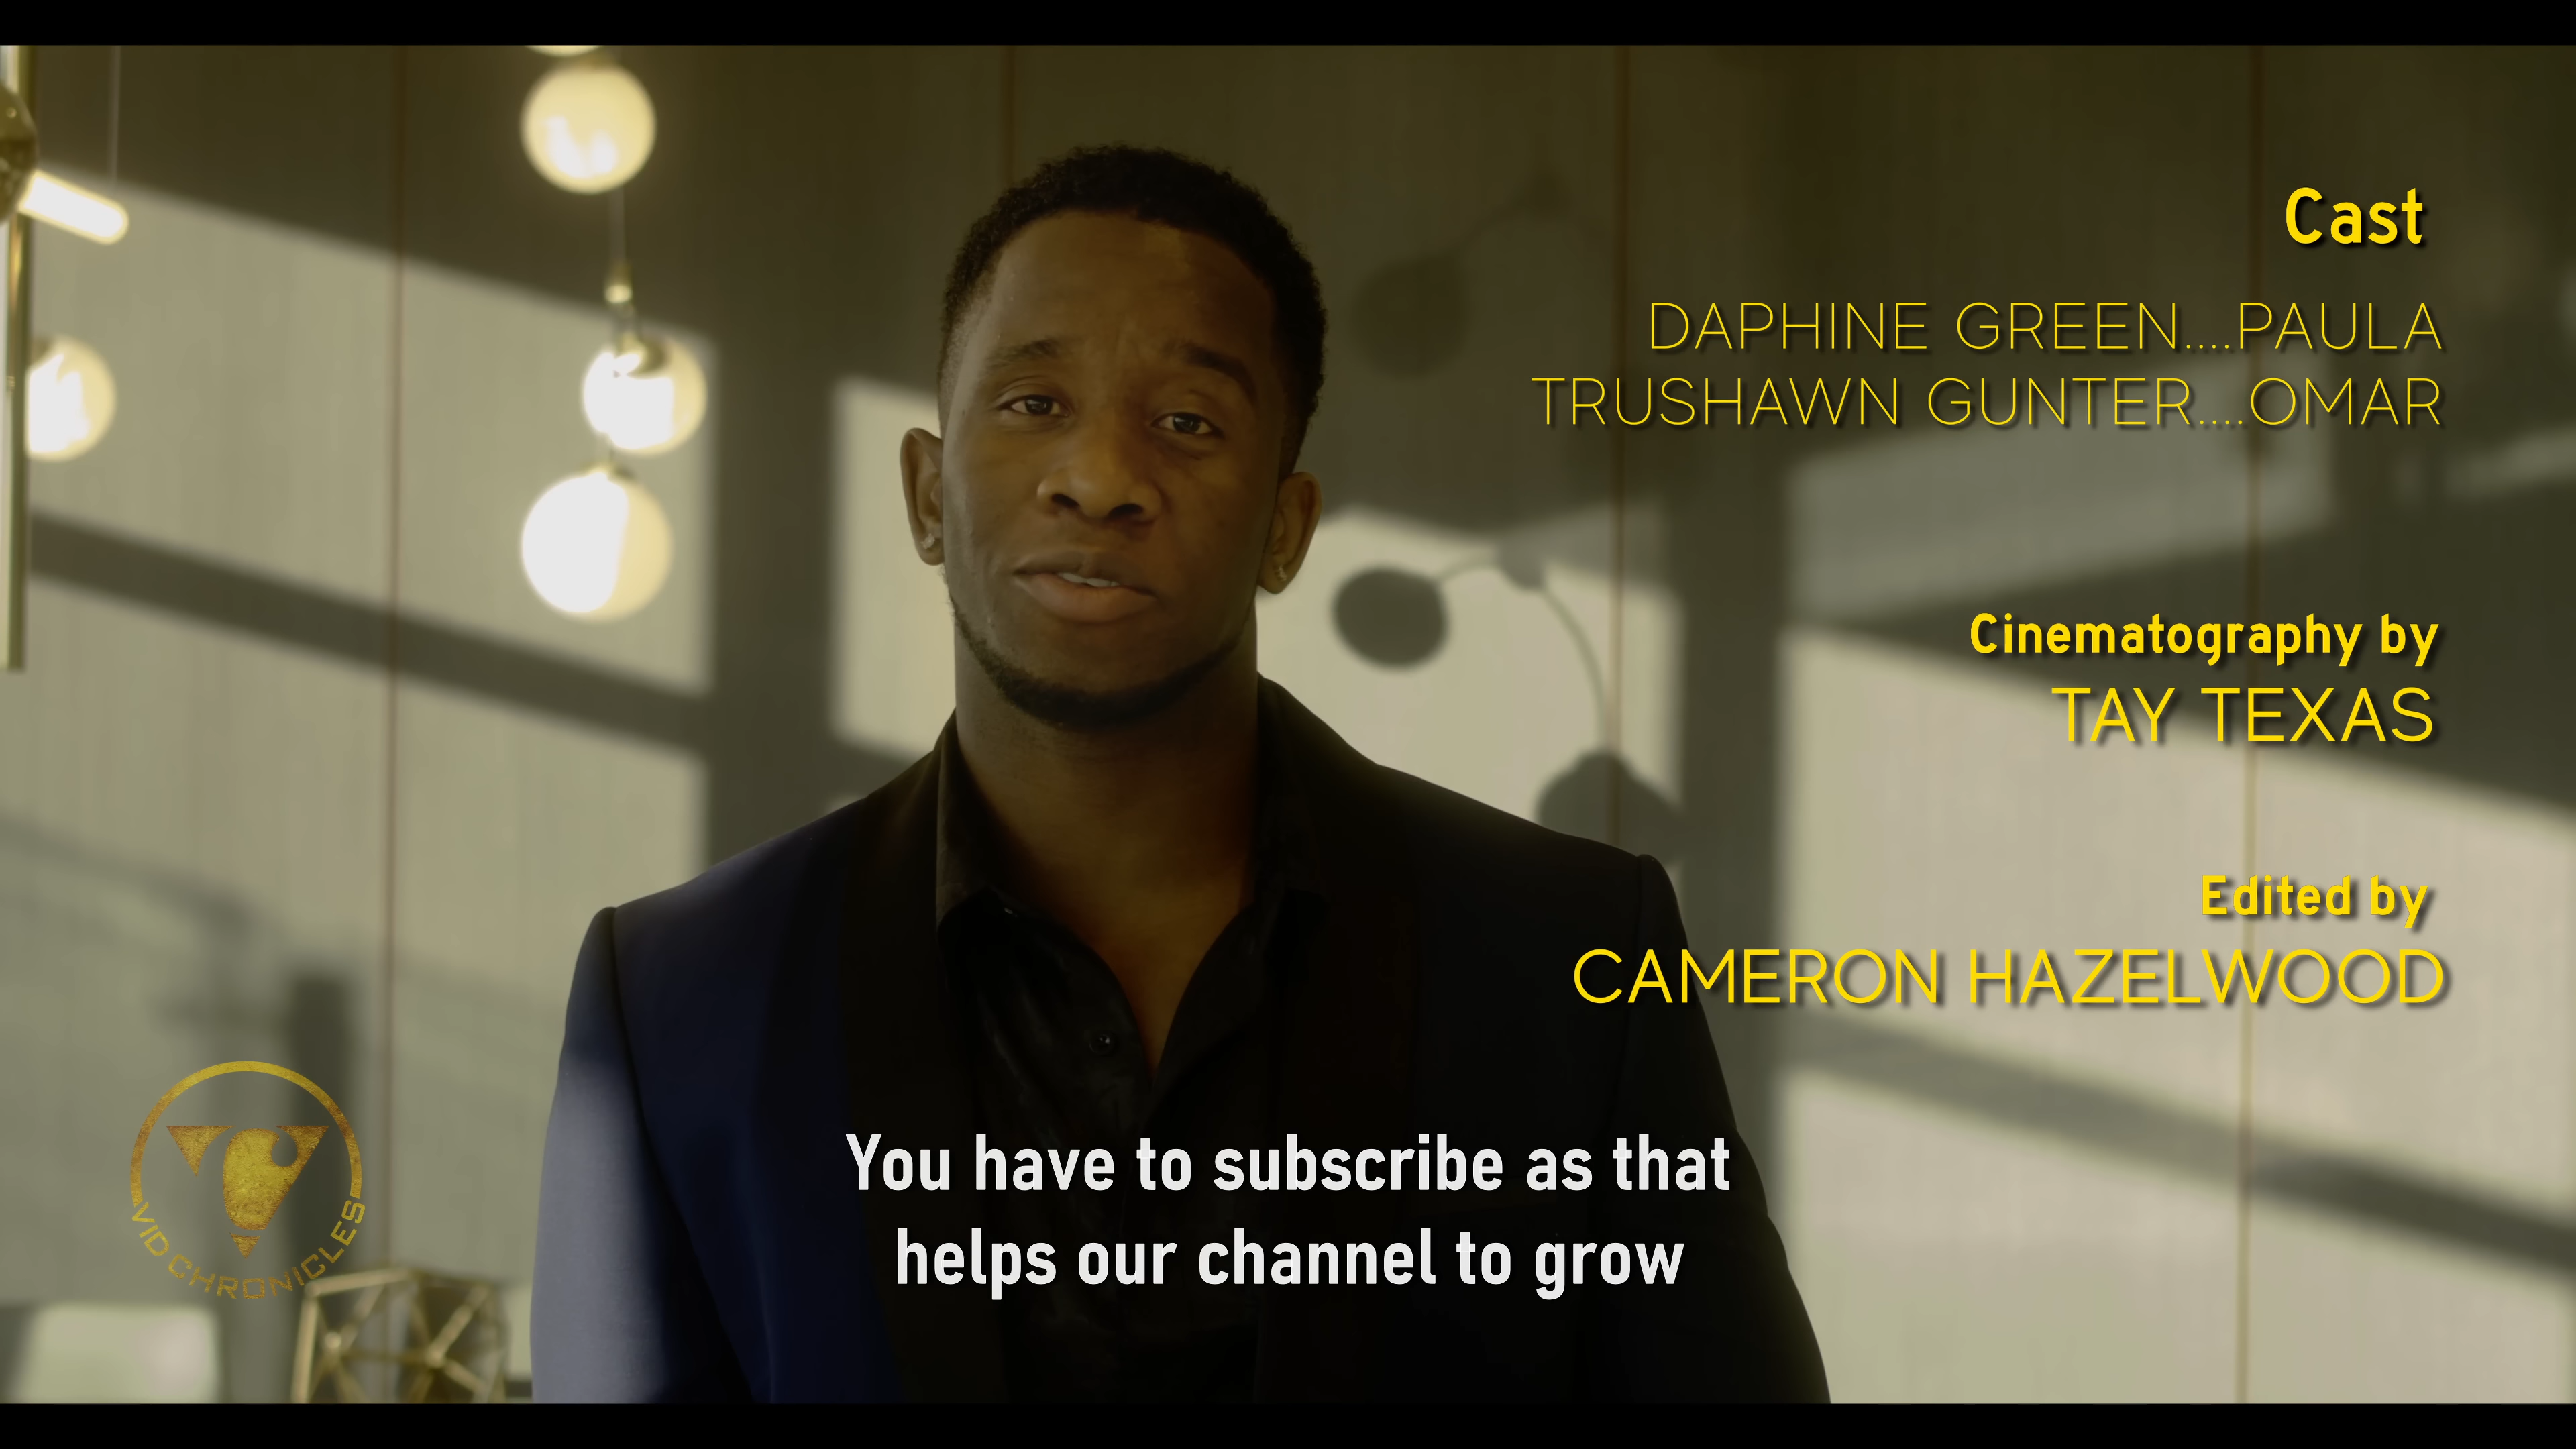 Cast
DAPHINE GREEN....PAULA
TRUSHAWN GUNTER....OMAR
Cinematography by
TAY TEXAS
Edited by
CAMERON HAZELWOOD
VID CHRONICLES
You have to subscribe as that
helps our channel to grow